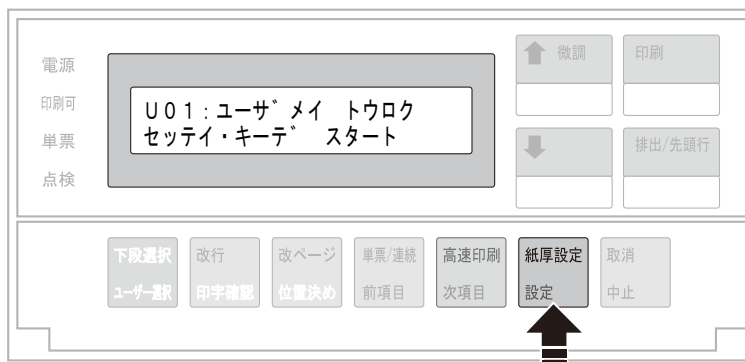 電源
印刷可
単票
点検
U01:ユーザ゛メイ トウロク
セッテイ・キーデ゛ スタート
微調
印刷
排出/先頭行
下段選択
ユーザー選択
改行
印字確認
改ページ
位置決め
単票/連続
前項目
高速印刷
次項目
紙厚設定
設定
取消
中止